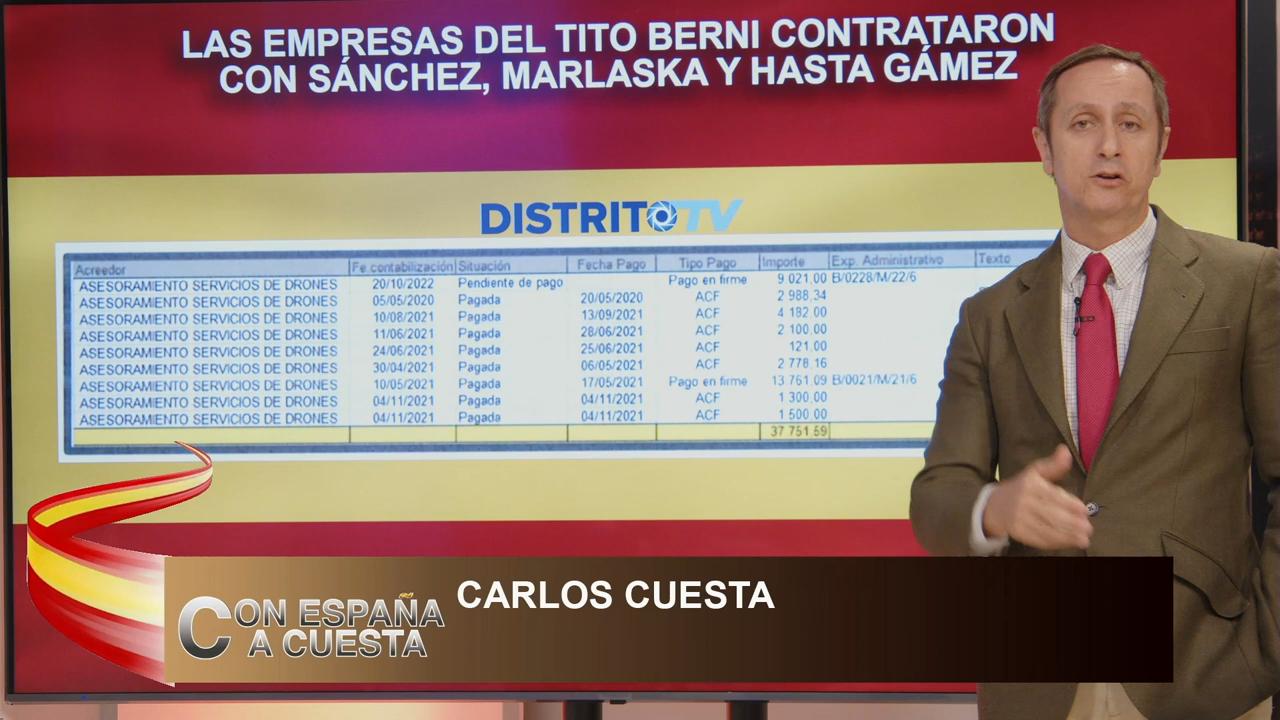 LAS EMPRESAS DEL TITO BERNI CONTRATARON
CON SÁNCHEZ, MARLASKA Y HASTA GÁMEZ
DISTRITOTV
Acreedor Fe.contabilización Situación Fecha Pago Tipo Pago Importe Exp. Administrativo Texto
ASESORAMIENTO SERVICIOS DE DRONES 20/10/2022 Pendiente de pago Pago en firme 9 021,00 B/0228/M/22/6
ASESORAMIENTO SERVICIOS DE DRONES 05/05/2020 Pagada 20/05/2020 ACF 2 988,34
ASESORAMIENTO SERVICIOS DE DRONES 10/08/2021 Pagada 13/09/2021 ACF 4 182,00
ASESORAMIENTO SERVICIOS DE DRONES 11/06/2021 Pagada 28/06/2021 ACF 2 100,00
ASESORAMIENTO SERVICIOS DE DRONES 24/06/2021 Pagada 25/06/2021 ACF 121,00
ASESORAMIENTO SERVICIOS DE DRONES 30/04/2021 Pagada 06/05/2021 ACF 2 778,16
ASESORAMIENTO SERVICIOS DE DRONES 10/05/2021 Pagada 17/05/2021 Pago en firme 13 761,09 B/0021/M/21/6
ASESORAMIENTO SERVICIOS DE DRONES 04/11/2021 Pagada 04/11/2021 ACF 1 300,00
ASESORAMIENTO SERVICIOS DE DRONES 04/11/2021 Pagada 04/11/2021 ACF 1 500,00
37 751,59
CON ESPAÑA
A CUESTA
CARLOS CUESTA